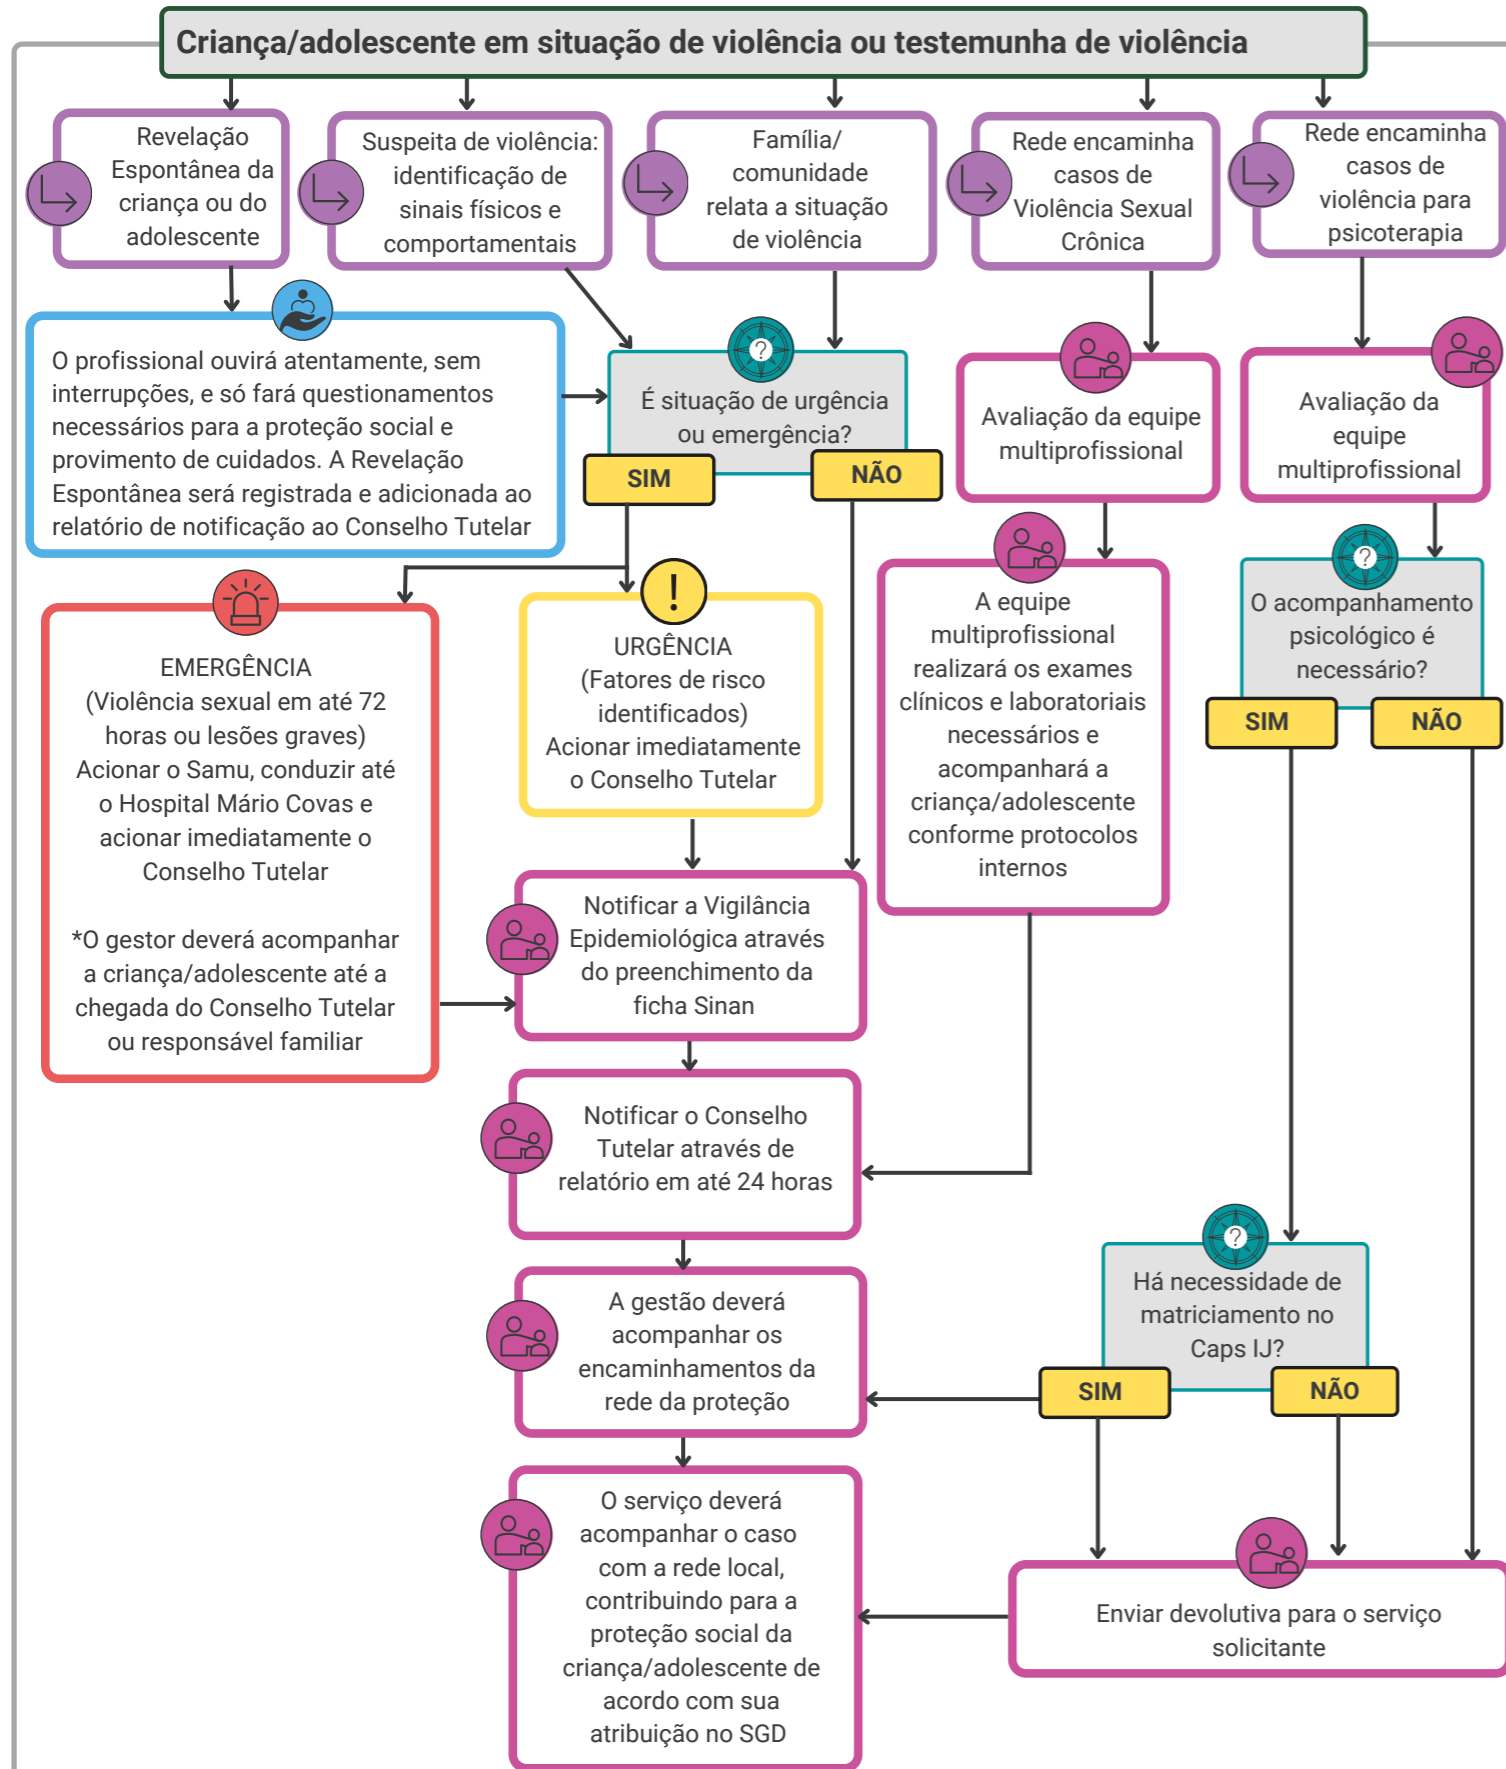 Criança/adolescente em situação de violência ou testemunha de violência
Revelação
Espontânea da
criança ou do
adolescente
Suspeita de violência:
identificação de
sinais físicos e
comportamentais
Família/
comunidade
relata a situação
de violência
Rede encaminha
casos de
Violência Sexual
Crônica
Rede encaminha
casos de
violência para
psicoterapia
O profissional ouvirá atentamente, sem
interrupções, e só fará questionamentos
necessários para a proteção social e
provimento de cuidados. A Revelação
Espontânea será registrada e adicionada ao
relatório de notificação ao Conselho Tutelar
?
É situação de urgência
ou emergência?
SIM
NÃO
Avaliação da equipe
multiprofissional
Avaliação da
equipe
multiprofissional
EMERGÊNCIA
(Violência sexual em até 72
horas ou lesões graves)
Acionar o Samu, conduzir até
o Hospital Mário Covas e
acionar imediatamente o
Conselho Tutelar
*O gestor deverá acompanhar
a criança/adolescente até a
chegada do Conselho Tutelar
ou responsável familiar
!
URGÊNCIA
(Fatores de risco
identificados)
Acionar imediatamente
o Conselho Tutelar
A equipe
multiprofissional
realizará os exames
clínicos e laboratoriais
necessários e
acompanhará a
criança/adolescente
conforme protocolos
internos
?
O acompanhamento
psicológico é
necessário?
SIM
NÃO
Notificar a Vigilância
Epidemiológica através
do preenchimento da
ficha Sinan
Notificar o Conselho
Tutelar através de
relatório em até 24 horas
?
Há necessidade de
matriciamento no
Caps IJ?
SIM
NÃO
A gestão deverá
acompanhar os
encaminhamentos da
rede da proteção
O serviço deverá
acompanhar o caso
com a rede local,
contribuindo para a
proteção social da
criança/adolescente de
acordo com sua
atribuição no SGD
Enviar devolutiva para o serviço
solicitante